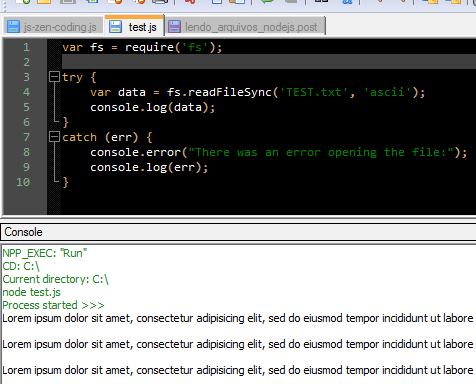 js-zen-coding.js test.js lendo_arquivos_nodejs.post
1 var fs = require('fs');
2
3 try {
4 var data = fs.readFileSync('TEST.txt', 'ascii');
5 console.log(data);
6 }
7 catch (err) {
8 console.error("There was an error opening the file:");
9 console.log(err);
10 }
Console
NPP_EXEC: "Run"
CD: C:\
Current directory: C:\
node test.js
Process started >>>
Lorem ipsum dolor sit amet, consectetur adipisicing elit, sed do eiusmod tempor incididunt ut labore
Lorem ipsum dolor sit amet, consectetur adipisicing elit, sed do eiusmod tempor incididunt ut labore
Lorem ipsum dolor sit amet, consectetur adipisicing elit, sed do eiusmod tempor incididunt ut labore